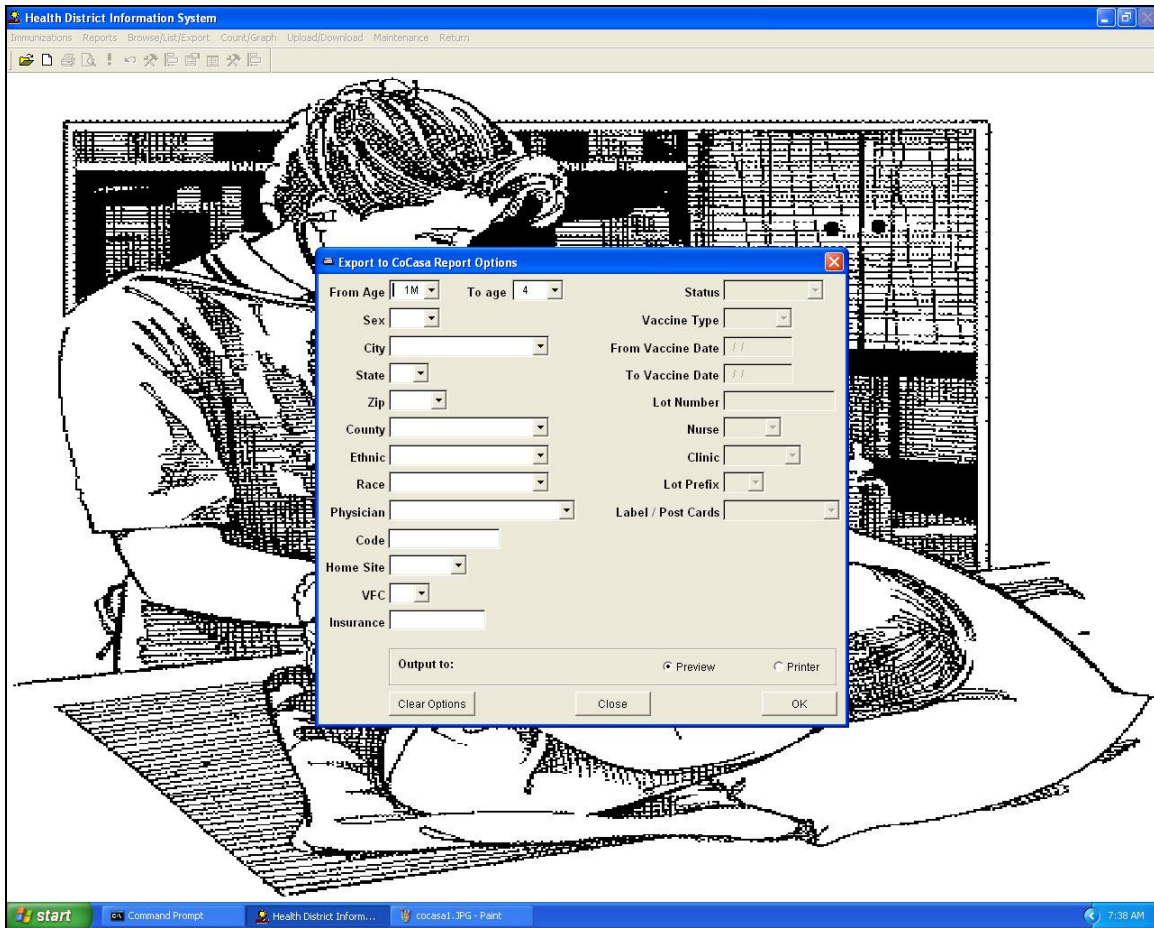 Health District Information System
Immunizations Reports Browse/List/Export Count/Graph Upload/Download Maintenance Return
Export to CoCasa Report Options
From Age 1M To age 4
Sex
City
State
Zip
County
Ethnic
Race
Physician
Code
Home Site
VFC
Insurance
Status
Vaccine Type
From Vaccine Date / /
To Vaccine Date / /
Lot Number
Nurse
Clinic
Lot Prefix
Label / Post Cards
Output to: Preview Printer
Clear Options Close OK
start Command Prompt Health District Inform... cocasa1.JPG - Paint 7:38 AM